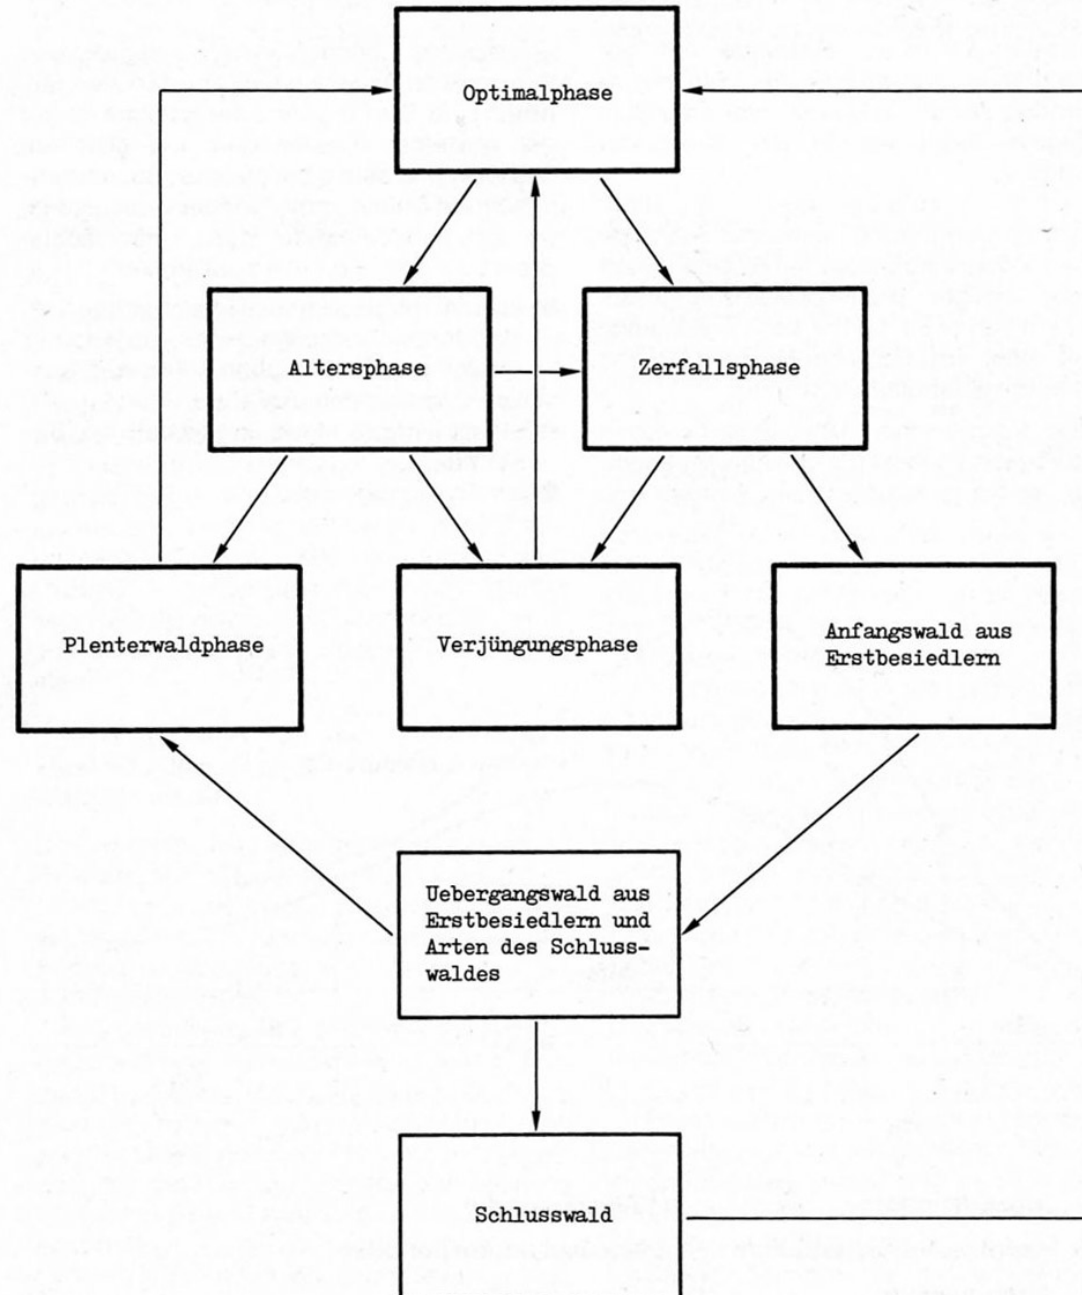 Optimalphase
Altersphase
Zerfallsphase
Plenterwaldphase
Verjüngungsphase
Anfangswald aus
Erstbesiedlern
Uebergangswald aus
Erstbesiedlern und
Arten des Schluss-
waldes
Schlusswald